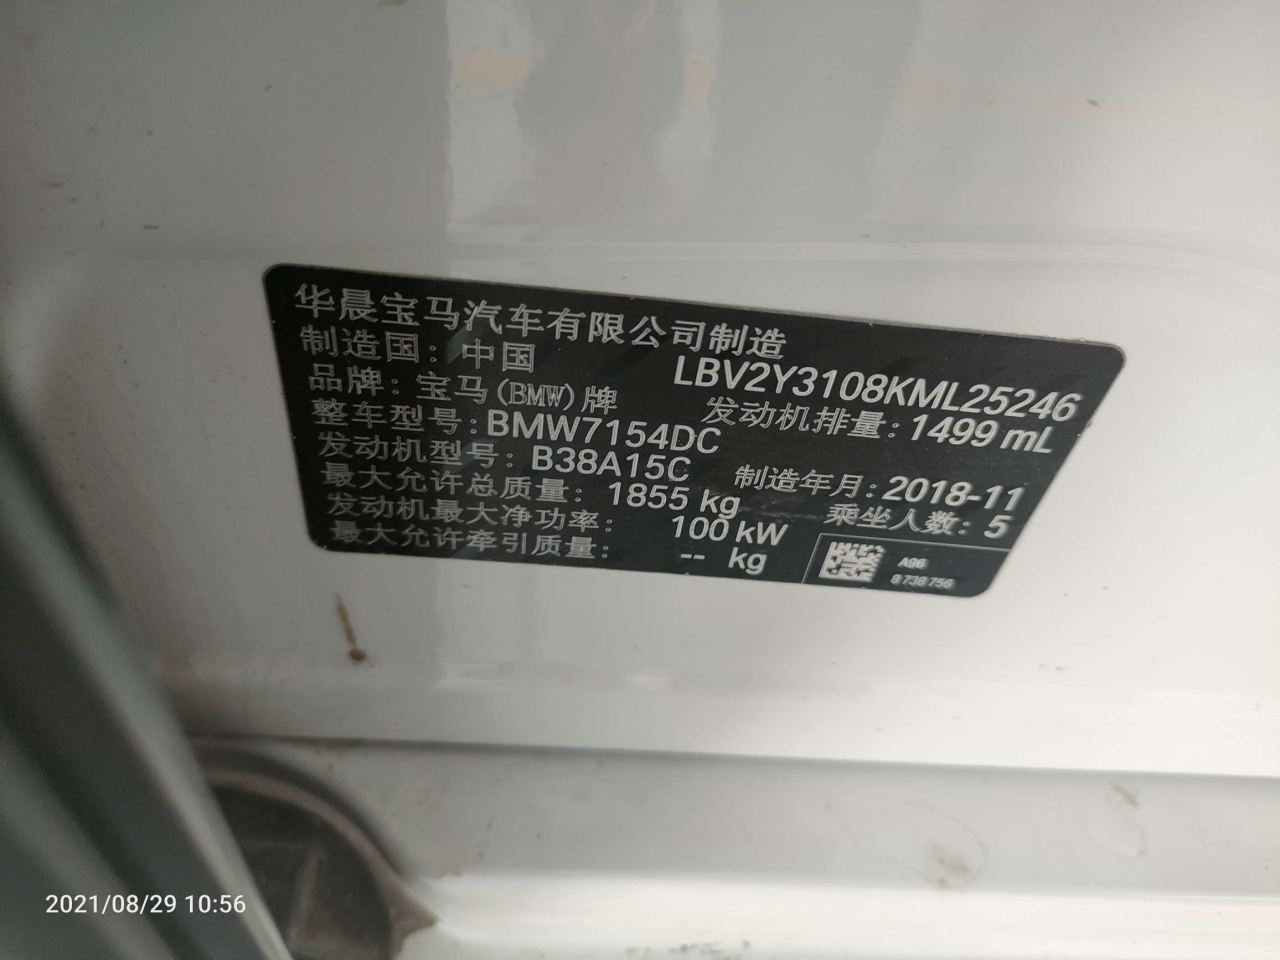 华晨宝马汽车有限公司制造
制造国：中国
LBV2Y3108KML25246
品牌：宝马(BMW)牌
发动机排量：1499 mL
整车型号：BMW7154DC
发动机型号：B38A15C
制造年月：2018-11
最大允许总质量：1855 kg
乘坐人数：5
发动机最大净功率：100 kW
最大允许牵引质量：-- kg
A96
8 738 756
2021/08/29 10:56